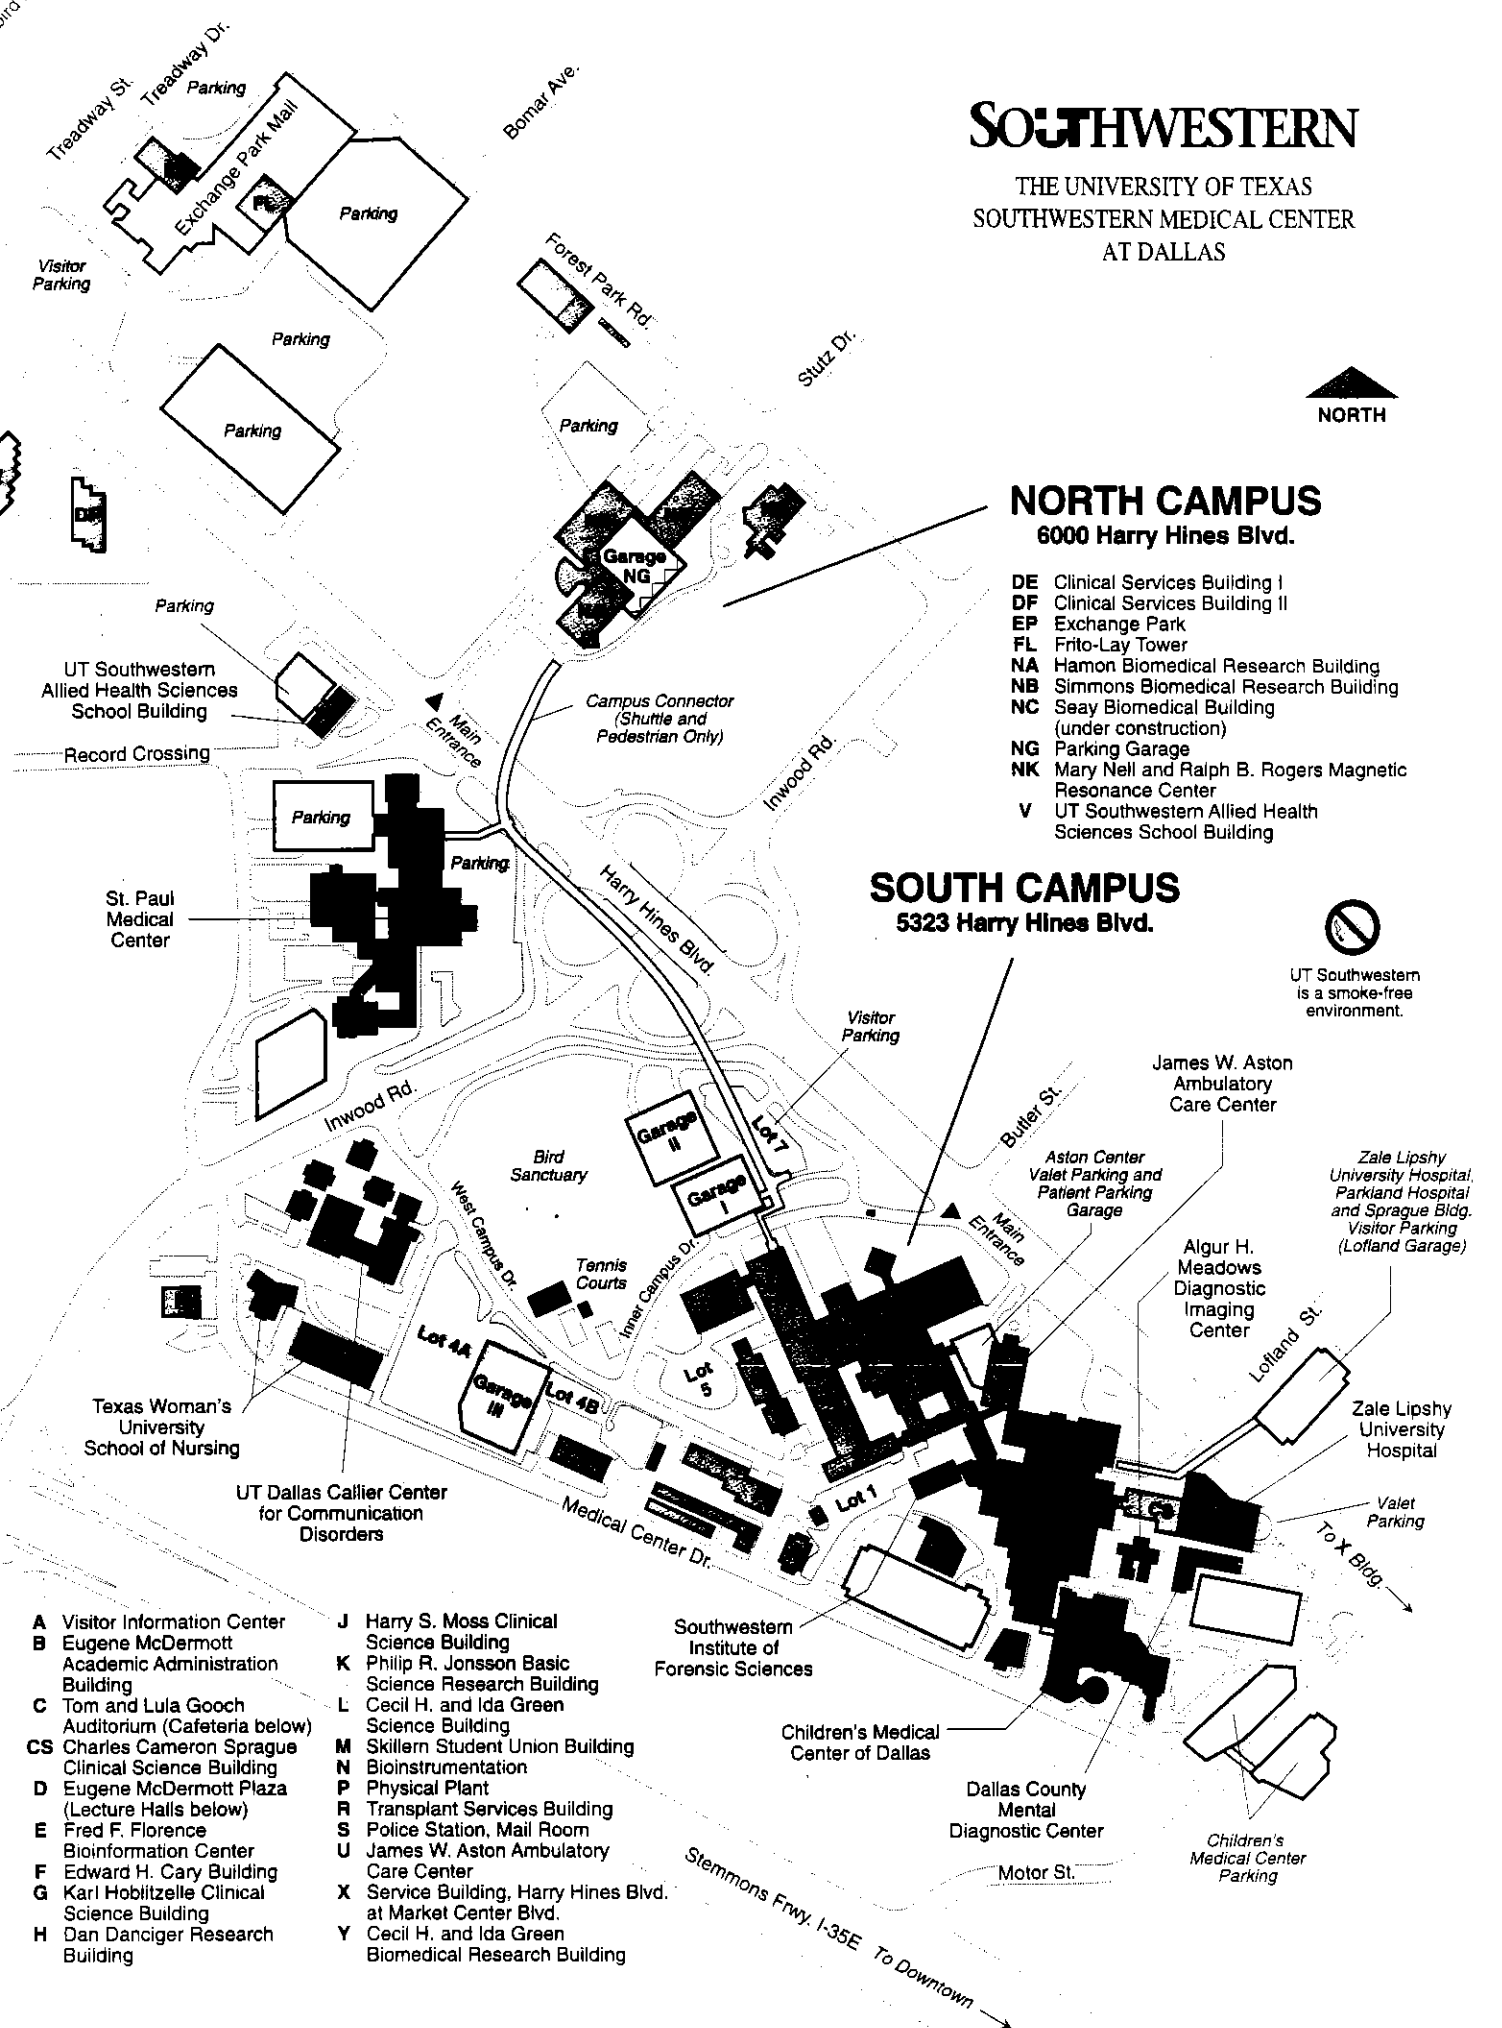 Treadway St.
Treadway Dr.
Parking
Exchange Park Mall
FL
Parking
Bomar Ave.
SOUTHWESTERN
THE UNIVERSITY OF TEXAS
SOUTHWESTERN MEDICAL CENTER
AT DALLAS
Visitor
Parking
Forest Park Rd.
Parking
Stutz Dr.
Parking
Parking
NORTH
NORTH CAMPUS
6000 Harry Hines Blvd.
DE Clinical Services Building I
DF Clinical Services Building II
EP Exchange Park
FL Frito-Lay Tower
NA Hamon Biomedical Research Building
NB Simmons Biomedical Research Building
NC Seay Biomedical Building
(under construction)
NG Parking Garage
NK Mary Nell and Ralph B. Rogers Magnetic
Resonance Center
V UT Southwestern Allied Health
Sciences School Building
Garage
NG
Parking
UT Southwestern
Allied Health Sciences
School Building
Record Crossing
Main
Entrance
Campus Connector
(Shuttle and
Pedestrian Only)
Inwood Rd.
Parking
Parking
Harry Hines Blvd.
St. Paul
Medical
Center
SOUTH CAMPUS
5323 Harry Hines Blvd.
UT Southwestern
is a smoke-free
environment.
Visitor
Parking
Inwood Rd.
Garage
II
Lot 7
Garage
I
Bird
Sanctuary
Butler St.
James W. Aston
Ambulatory
Care Center
Aston Center
Valet Parking and
Patient Parking
Garage
Zale Lipshy
University Hospital,
Parkland Hospital
and Sprague Bldg.
Visitor Parking
(Lofland Garage)
Main
Entrance
West Campus Dr.
Tennis
Courts
Inner Campus Dr.
Algur H.
Meadows
Diagnostic
Imaging
Center
Lofland St.
Lot 4A
Garage
III
Lot 4B
Lot
5
Texas Woman's
University
School of Nursing
Zale Lipshy
University
Hospital
UT Dallas Callier Center
for Communication
Disorders
Medical Center Dr.
Lot 1
CS
Valet
Parking
To X Bldg.
Southwestern
Institute of
Forensic Sciences
Children's Medical
Center of Dallas
Dallas County
Mental
Diagnostic Center
Children's
Medical Center
Parking
Motor St.
Stemmons Frwy. I-35E To Downtown
A Visitor Information Center
B Eugene McDermott
Academic Administration
Building
C Tom and Lula Gooch
Auditorium (Cafeteria below)
CS Charles Cameron Sprague
Clinical Science Building
D Eugene McDermott Plaza
(Lecture Halls below)
E Fred F. Florence
Bioinformation Center
F Edward H. Cary Building
G Karl Hoblitzelle Clinical
Science Building
H Dan Danciger Research
Building
J Harry S. Moss Clinical
Science Building
K Philip R. Jonsson Basic
Science Research Building
L Cecil H. and Ida Green
Science Building
M Skillern Student Union Building
N Bioinstrumentation
P Physical Plant
R Transplant Services Building
S Police Station, Mail Room
U James W. Aston Ambulatory
Care Center
X Service Building, Harry Hines Blvd.
at Market Center Blvd.
Y Cecil H. and Ida Green
Biomedical Research Building